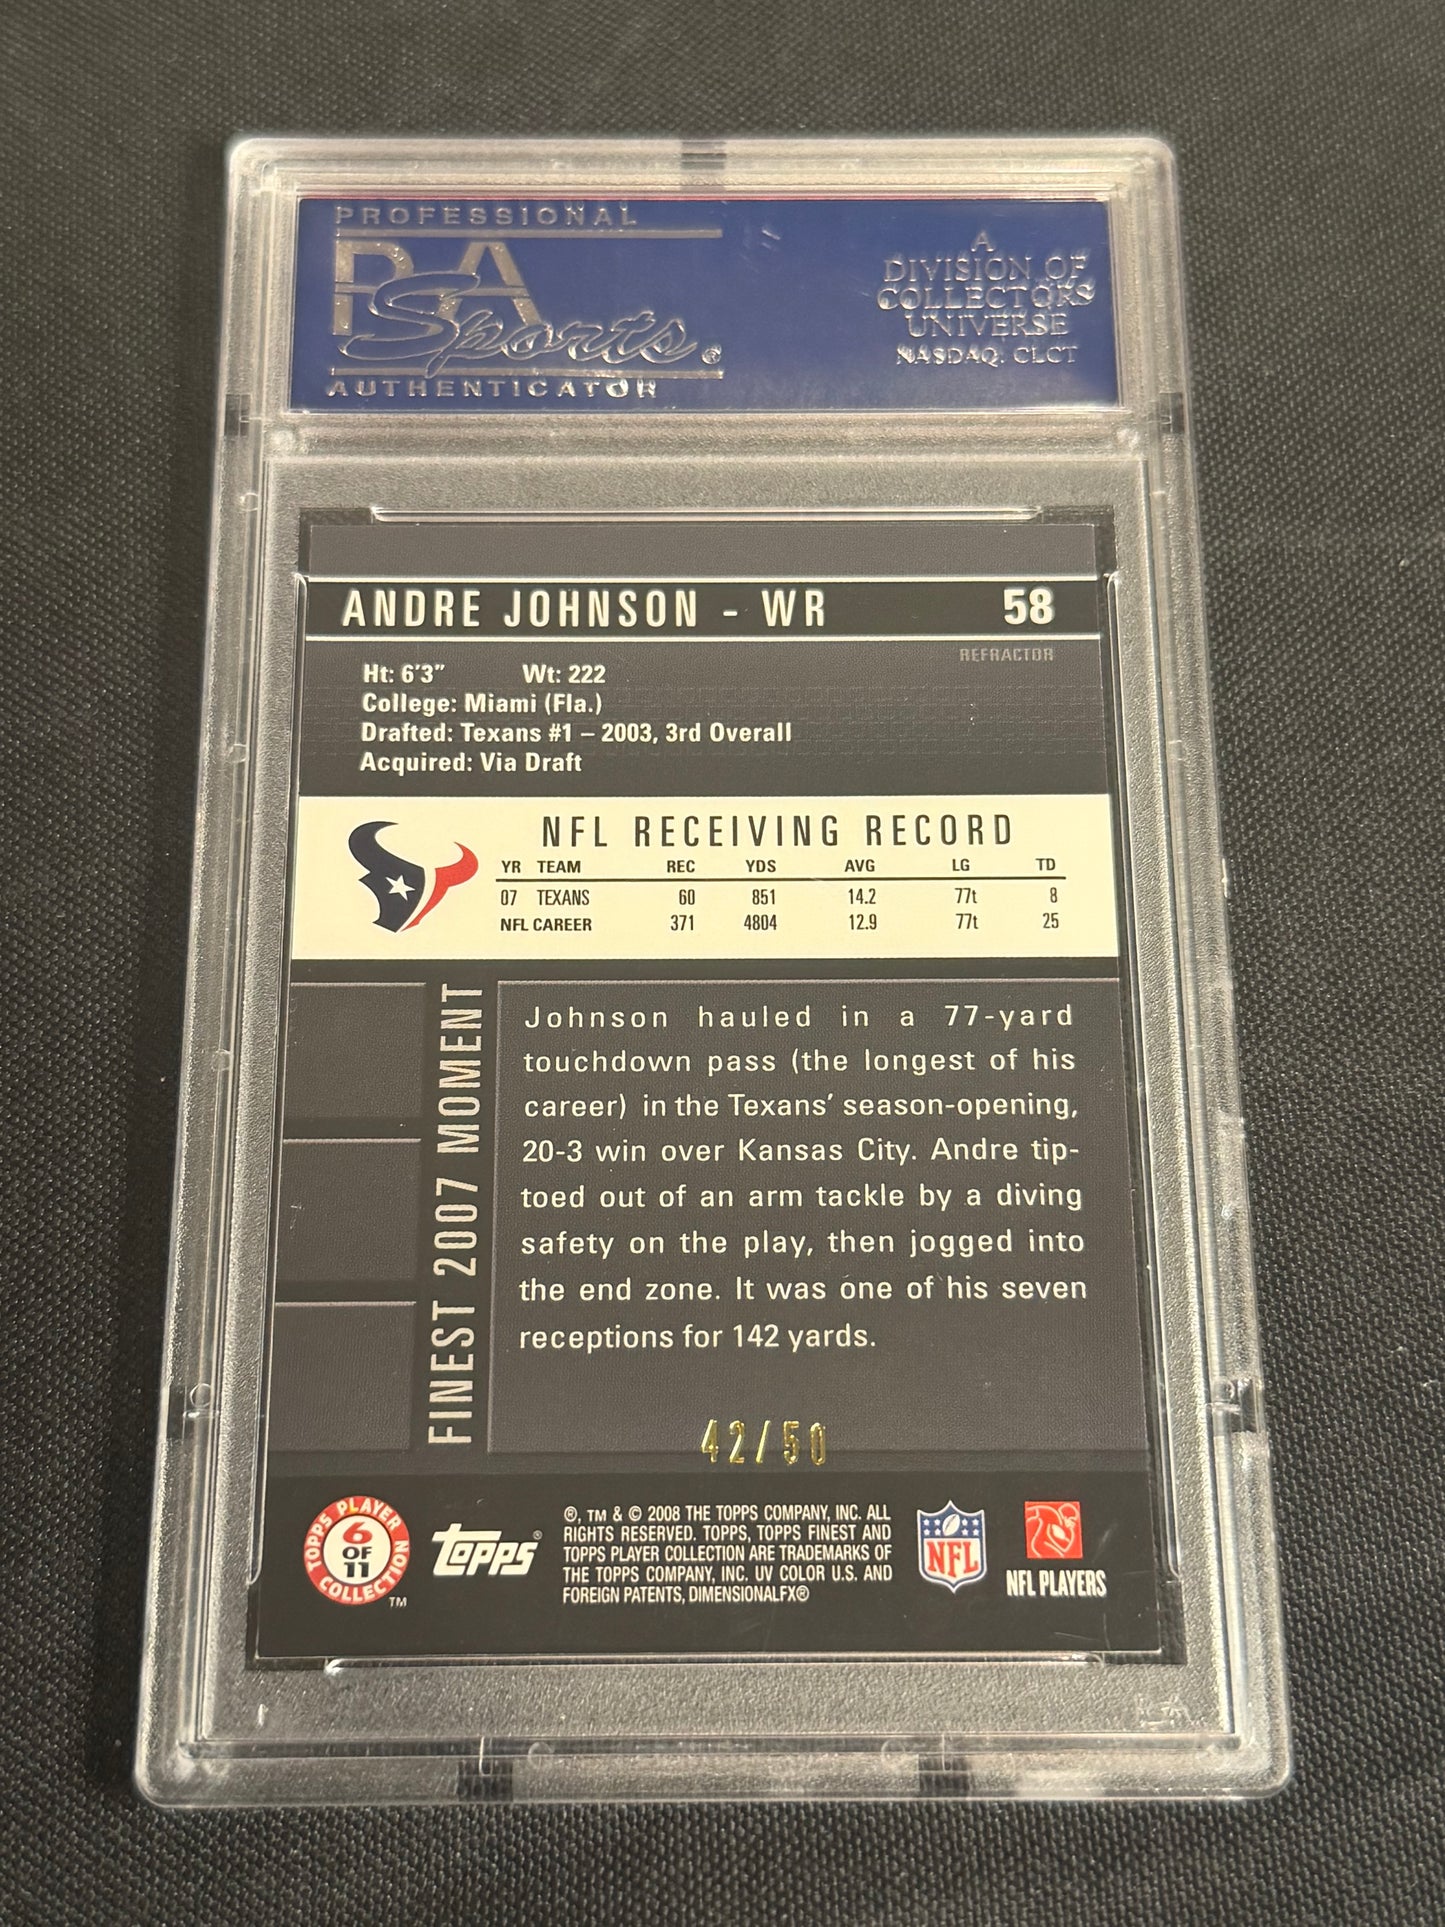 PROFESSIONAL
PSA
Sports®
AUTHENTICATOR
A
DIVISION OF
COLLECTORS
UNIVERSE
NASDAQ: CLCT
ANDRE JOHNSON - WR 58
REFRACTOR
Ht: 6'3" Wt: 222
College: Miami (Fla.)
Drafted: Texans #1 – 2003, 3rd Overall
Acquired: Via Draft
NFL RECEIVING RECORD
YR TEAM REC YDS AVG LG TD
07 TEXANS 60 851 14.2 77t 8
NFL CAREER 371 4804 12.9 77t 25
FINEST 2007 MOMENT
Johnson hauled in a 77-yard
touchdown pass (the longest of his
career) in the Texans' season-opening,
20-3 win over Kansas City. Andre tip-
toed out of an arm tackle by a diving
safety on the play, then jogged into
the end zone. It was one of his seven
receptions for 142 yards.
42/50
TOPPS PLAYER COLLECTION
6
OF
11
TM
topps®
®, TM & © 2008 THE TOPPS COMPANY, INC. ALL
RIGHTS RESERVED. TOPPS, TOPPS FINEST AND
TOPPS PLAYER COLLECTION ARE TRADEMARKS OF
THE TOPPS COMPANY, INC. UV COLOR U.S. AND
FOREIGN PATENTS, DIMENSIONALFX®
NFL
NFL PLAYERS